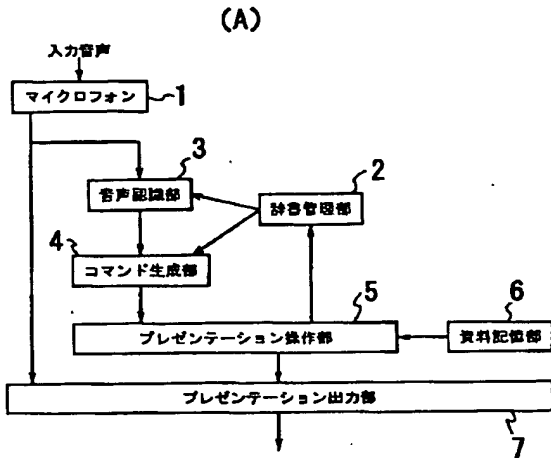 (A)
入力音声
マイクロフォン
1
3
音声認識部
2
辞書管理部
4
コマンド生成部
5
プレゼンテーション操作部
6
資料記憶部
プレゼンテーション出力部
7